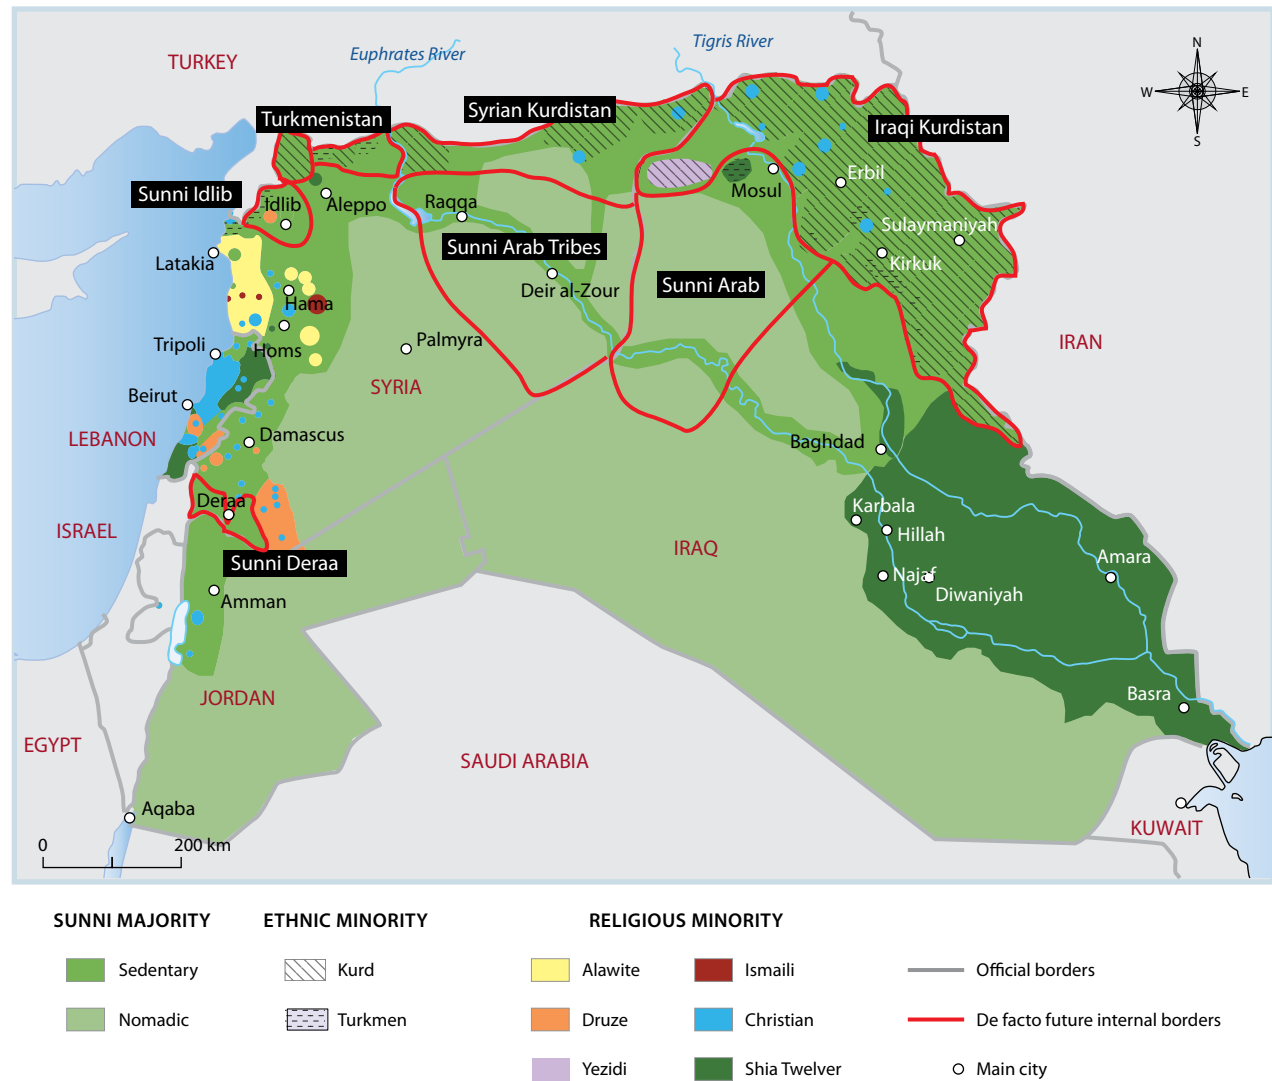 TURKEY
Euphrates River
Tigris River
N
W
E
S
Turkmenistan
Syrian Kurdistan
Iraqi Kurdistan
Sunni Idlib
Idlib
Aleppo
Raqqa
Mosul
Erbil
Sulaymaniyah
Latakia
Sunni Arab Tribes
Deir al-Zour
Sunni Arab
Kirkuk
Hama
Tripoli
Homs
Palmyra
IRAN
Beirut
SYRIA
LEBANON
Damascus
Baghdad
Deraa
Karbala
ISRAEL
Hillah
Sunni Deraa
IRAQ
Amara
Najaf
Diwaniyah
Amman
JORDAN
Basra
EGYPT
SAUDI ARABIA
Aqaba
KUWAIT
0 200 km
SUNNI MAJORITY ETHNIC MINORITY RELIGIOUS MINORITY
Sedentary Kurd Alawite Ismaili Official borders
Nomadic Turkmen Druze Christian De facto future internal borders
Yezidi Shia Twelver Main city